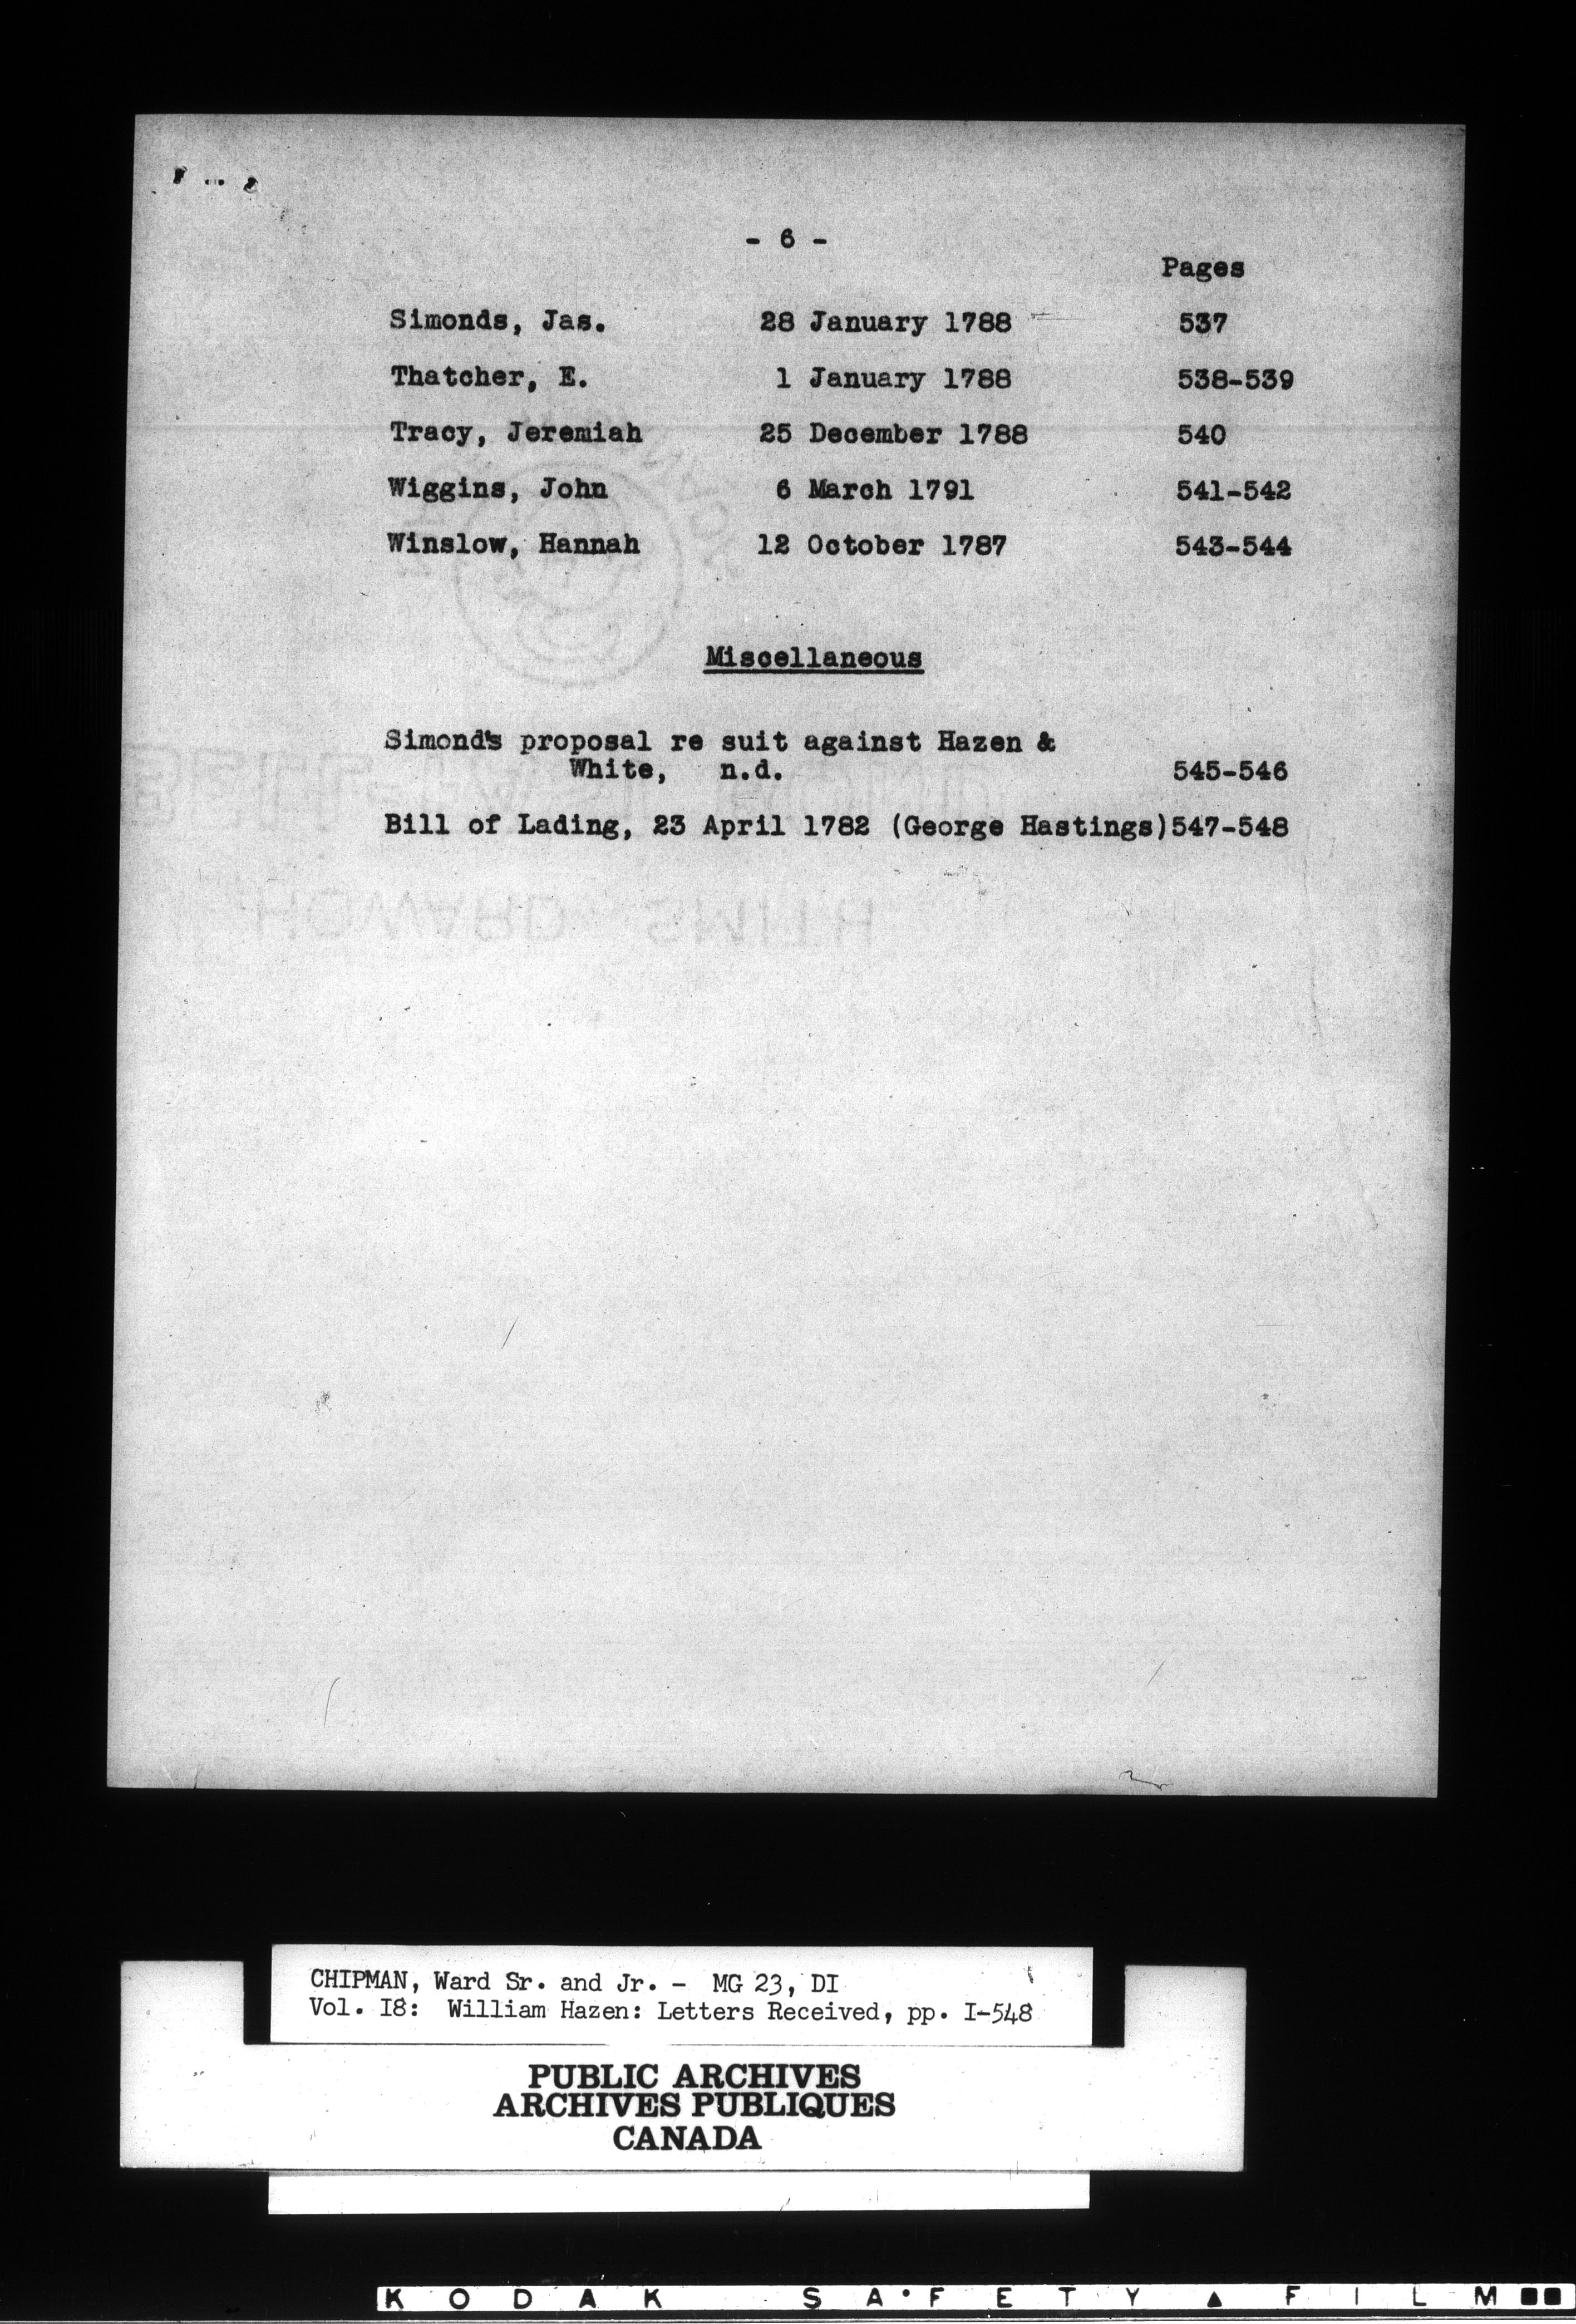 - 6 -
Pages
Simonds, Jas. 28 January 1788 537
Thatcher, E. 1 January 1788 538-539
Tracy, Jeremiah 25 December 1788 540
Wiggins, John 6 March 1791 541-542
Winslow, Hannah 12 October 1787 543-544
Miscellaneous
Simond's proposal re suit against Hazen &
White, n.d. 545-546
Bill of Lading, 23 April 1782 (George Hastings) 547-548
HOWARD SMITH
CHIPMAN, Ward Sr. and Jr. - MG 23, DI
Vol. I8: William Hazen: Letters Received, pp. I-548
PUBLIC ARCHIVES
ARCHIVES PUBLIQUES
CANADA
KODAK SA•FETY ▲ FILM ■■